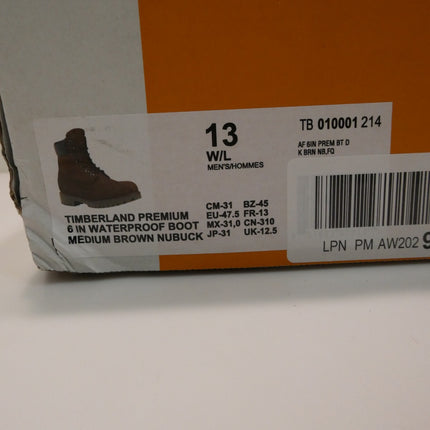 13
W/L
MEN'S/HOMMES
TB 010001 214
AF 6IN PREM BT D
K BRN NB,FQ
TIMBERLAND PREMIUM
6 IN WATERPROOF BOOT
MEDIUM BROWN NUBUCK
CM-31 BZ-45
EU-47.5 FR-13
MX-31,0 CN-310
JP-31 UK-12.5
LPN PM AW202 9